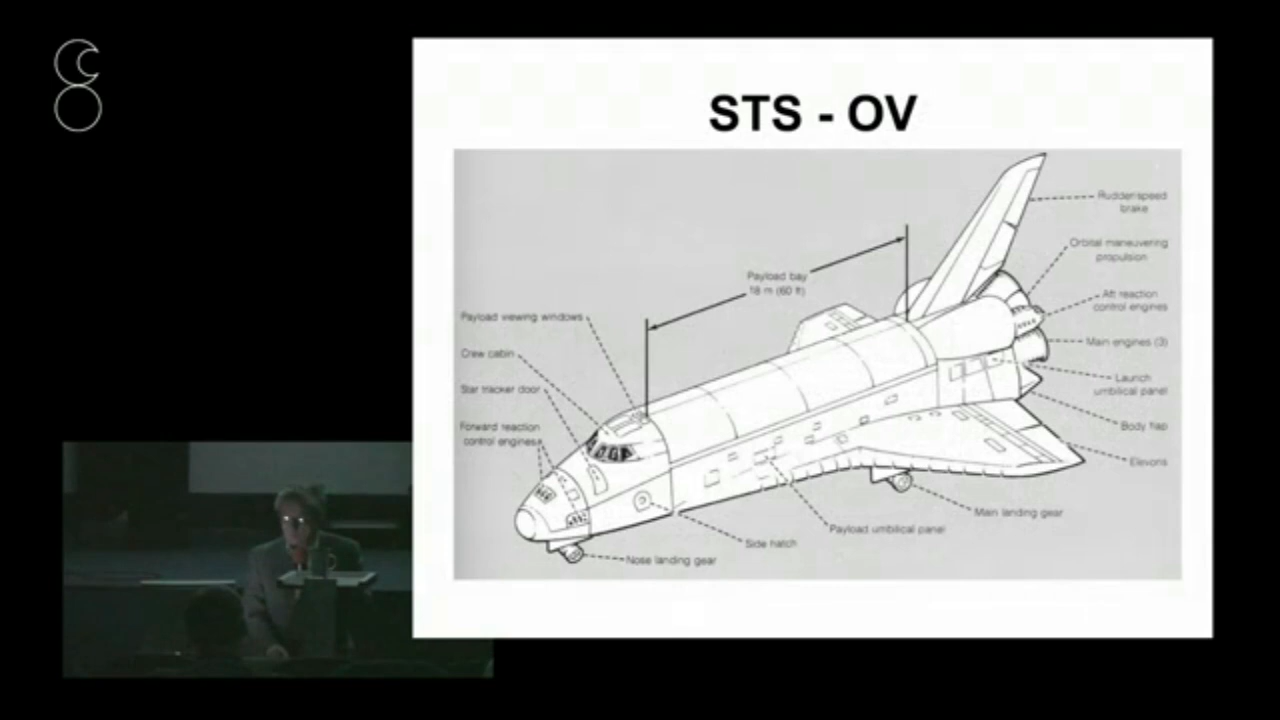 STS - OV
Rudder/speed
brake
Orbital maneuvering
propulsion
Payload bay
18 m (60 ft)
Aft reaction
control engines
Payload viewing windows
Main engines (3)
Crew cabin
Launch
umbilical panel
Star tracker door
Body flap
Forward reaction
control engines
Elevons
Main landing gear
Payload umbilical panel
Side hatch
Nose landing gear